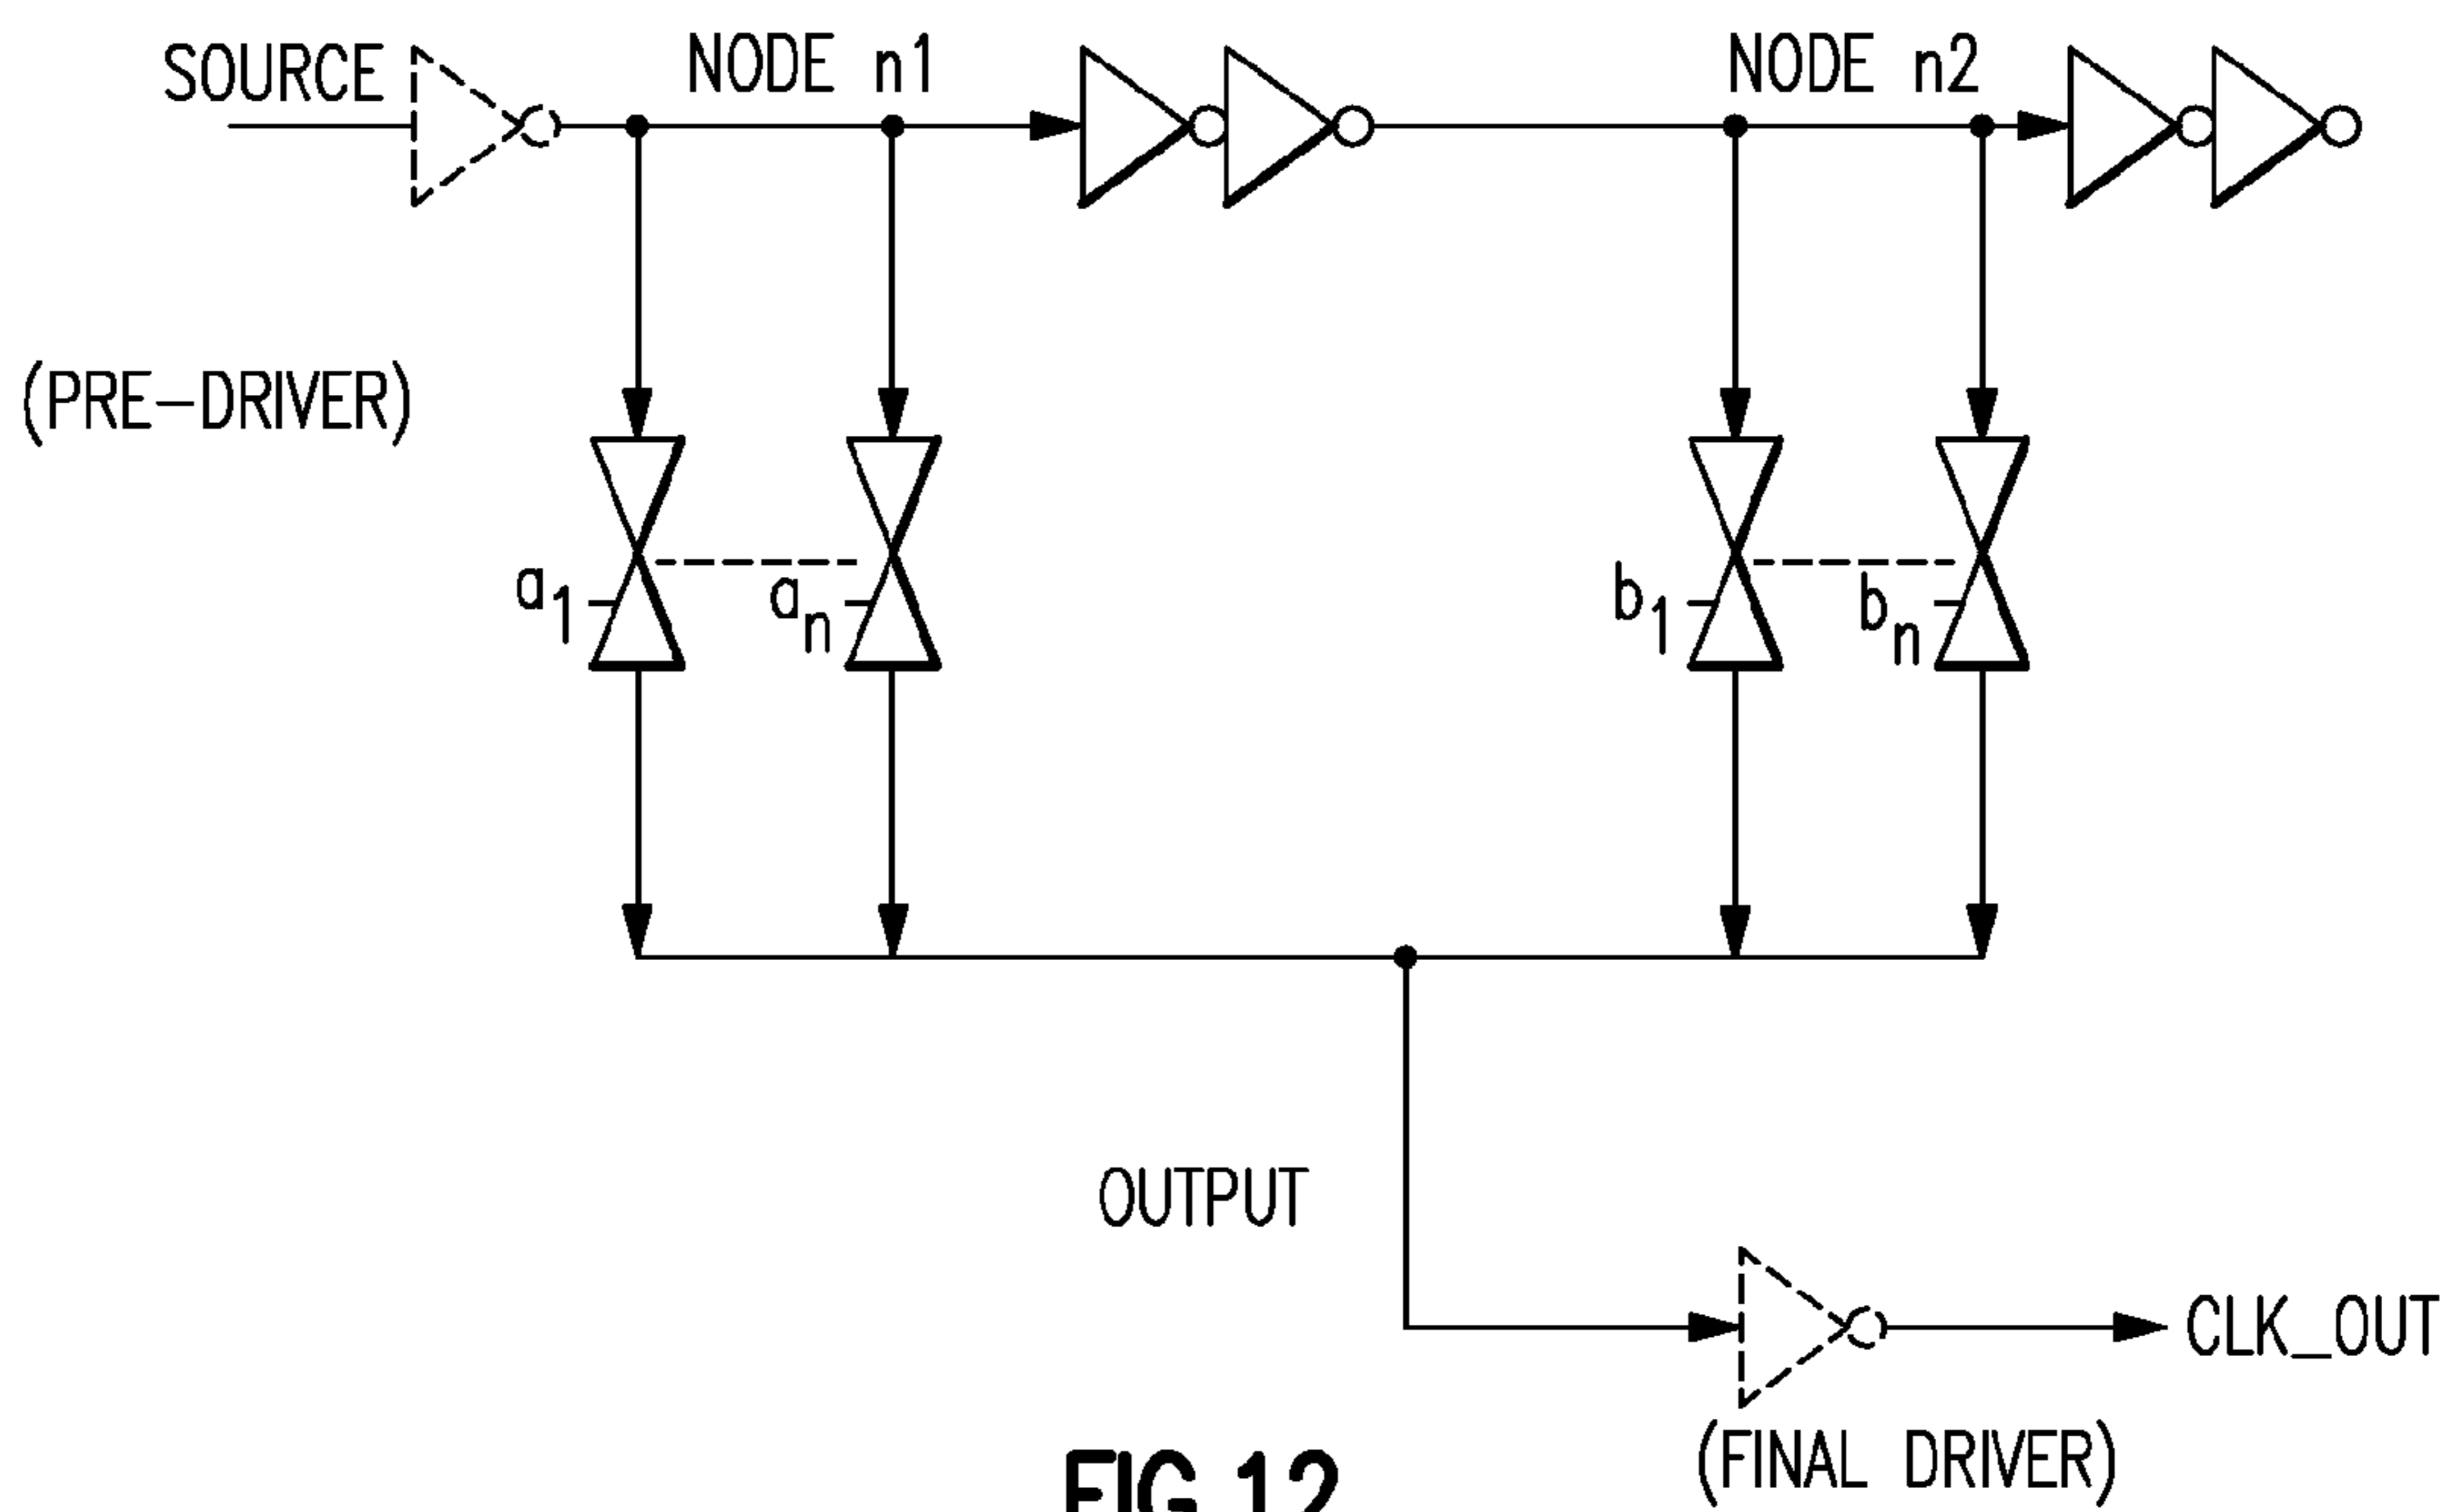 SOURCE
NODE n1
NODE n2
(PRE-DRIVER)
a1
an
b1
bn
OUTPUT
CLK_OUT
(FINAL DRIVER)
FIG.12